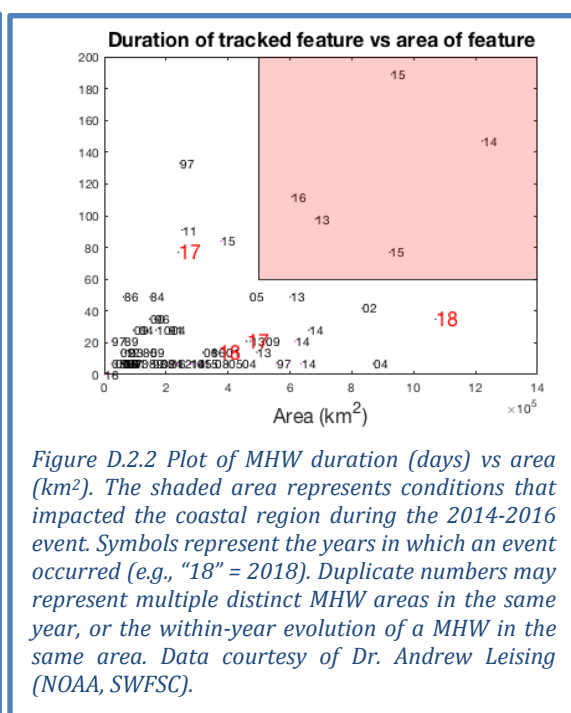 Duration of tracked feature vs area of feature
200
15
180
160
14
140
97
120
16
13
100
11
15
80
17
15
60
86 84 05 13
02
40
18
14
20
17
14
97 14 04
0
0 2 4 6 8 10 12 14
Area (km²)
×10⁵
Figure D.2.2 Plot of MHW duration (days) vs area
(km²). The shaded area represents conditions that
impacted the coastal region during the 2014-2016
event. Symbols represent the years in which an event
occurred (e.g., “18” = 2018). Duplicate numbers may
represent multiple distinct MHW areas in the same
year, or the within-year evolution of a MHW in the
same area. Data courtesy of Dr. Andrew Leising
(NOAA, SWFSC).